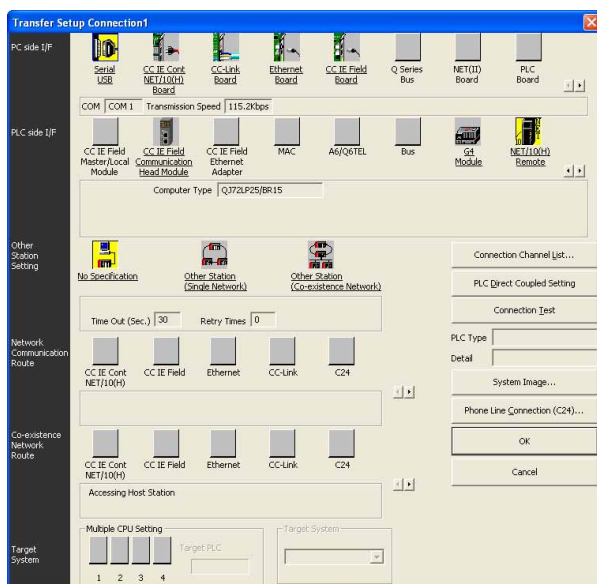 Transfer Setup Connection1
PC side I/F
Serial USB
CC IE Cont NET/10(H) Board
CC-Link Board
Ethernet Board
CC IE Field Board
Q Series Bus
NET(II) Board
PLC Board
COM COM 1 Transmission Speed 115.2Kbps
PLC side I/F
CC IE Field Master/Local Module
CC IE Field Communication Head Module
CC IE Field Ethernet Adapter
MAC
A6/Q6TEL
Bus
G4 Module
NET/10(H) Remote
Computer Type QJ72LP25/BR15
Other Station Setting
No Specification
Other Station (Single Network)
Other Station (Co-existence Network)
Time Out (Sec.) 30 Retry Times 0
Network Communication Route
CC IE Cont NET/10(H)
CC IE Field
Ethernet
CC-Link
C24
Co-existence Network Route
CC IE Cont NET/10(H)
CC IE Field
Ethernet
CC-Link
C24
Accessing Host Station
Target System
Multiple CPU Setting
1 2 3 4
Target PLC
Target System
Connection Channel List...
PLC Direct Coupled Setting
Connection Test
PLC Type
Detail
System Image...
Phone Line Connection (C24)...
OK
Cancel